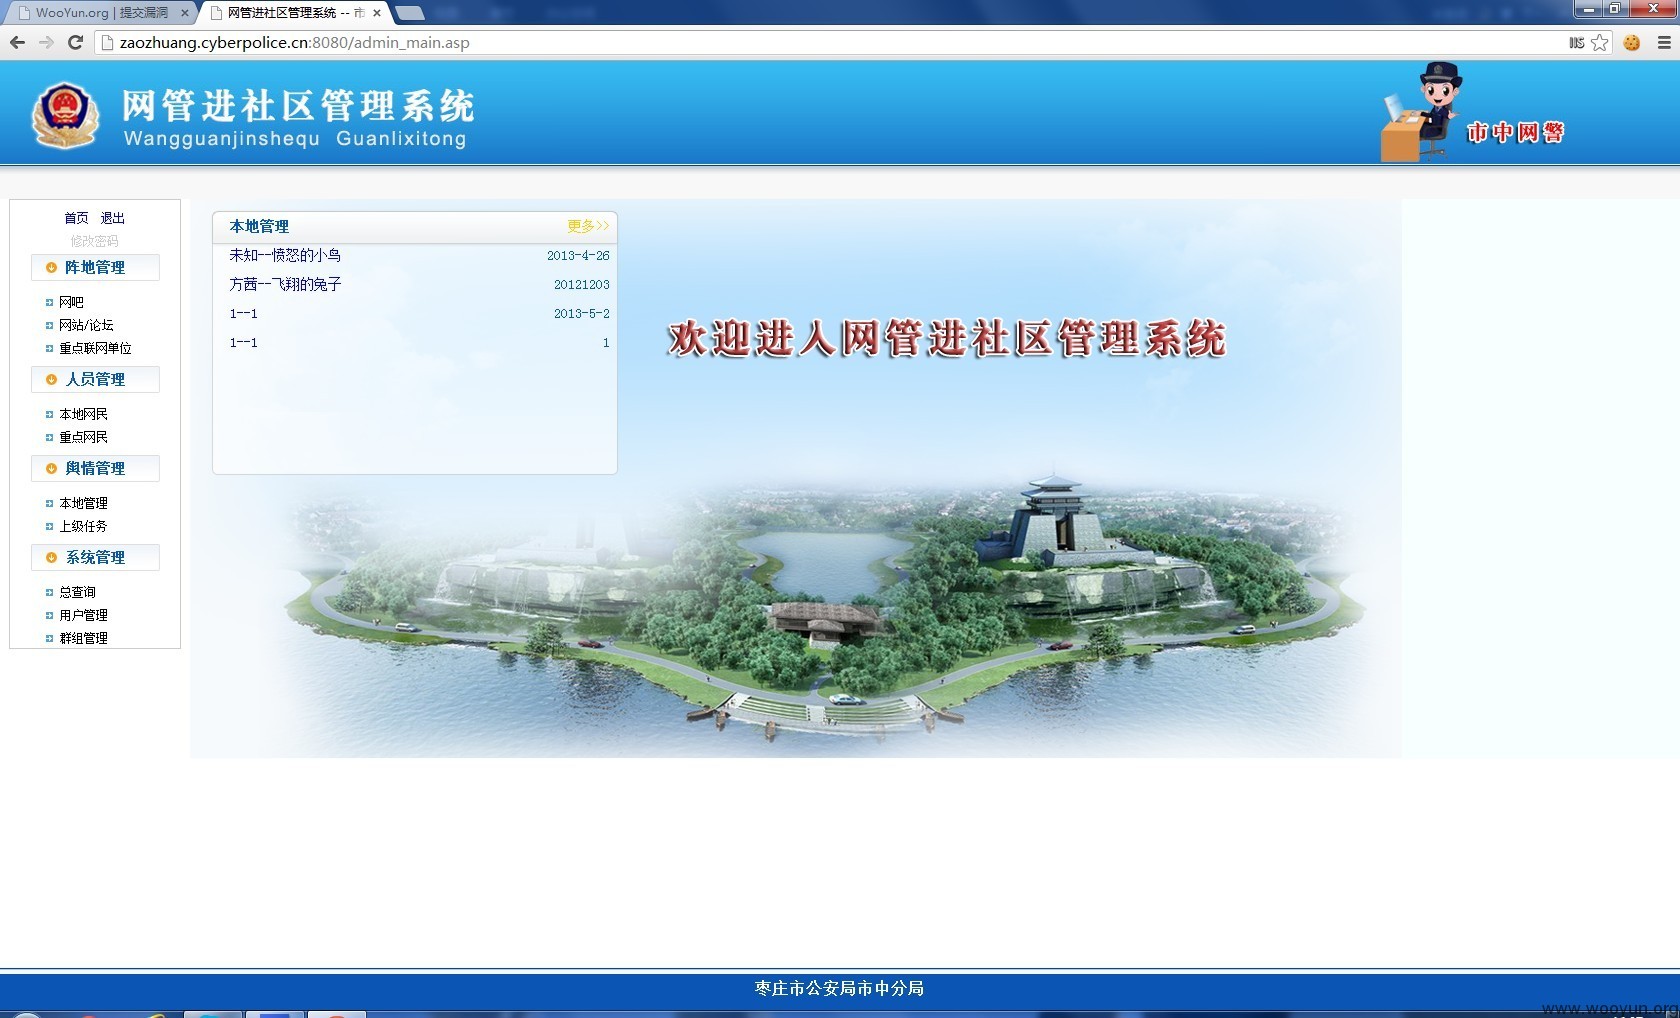 WooYun.org | 提交漏洞
网管进社区管理系统 -- 市
zaozhuang.cyberpolice.cn:8080/admin_main.asp
IIS
网管进社区管理系统
Wangguanjinshequ Guanlixitong
市中网警
首页 退出
修改密码
阵地管理
网吧
网站/论坛
重点联网单位
人员管理
本地网民
重点网民
舆情管理
本地管理
上级任务
系统管理
总查询
用户管理
群组管理
本地管理 更多>>
未知--愤怒的小鸟 2013-4-26
方茜--飞翔的兔子 20121203
1--1 2013-5-2
1--1 1
欢迎进入网管进社区管理系统
枣庄市公安局市中分局
www.wooyun.org